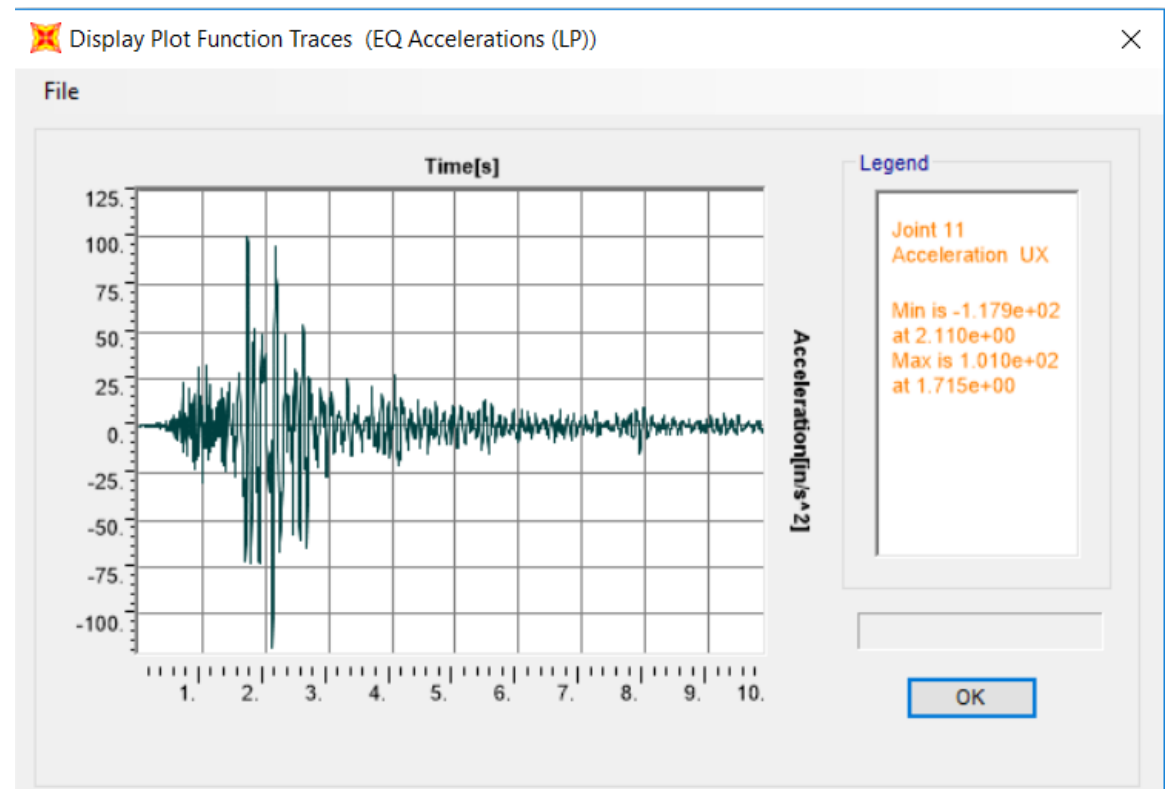 Display Plot Function Traces (EQ Accelerations (LP))
File
Time[s]
125.
100.
75.
50.
25.
0.
-25.
-50.
-75.
-100.
1. 2. 3. 4. 5. 6. 7. 8. 9. 10.
Acceleration[in/s^2]
Legend
Joint 11
Acceleration UX
Min is -1.179e+02
at 2.110e+00
Max is 1.010e+02
at 1.715e+00
OK